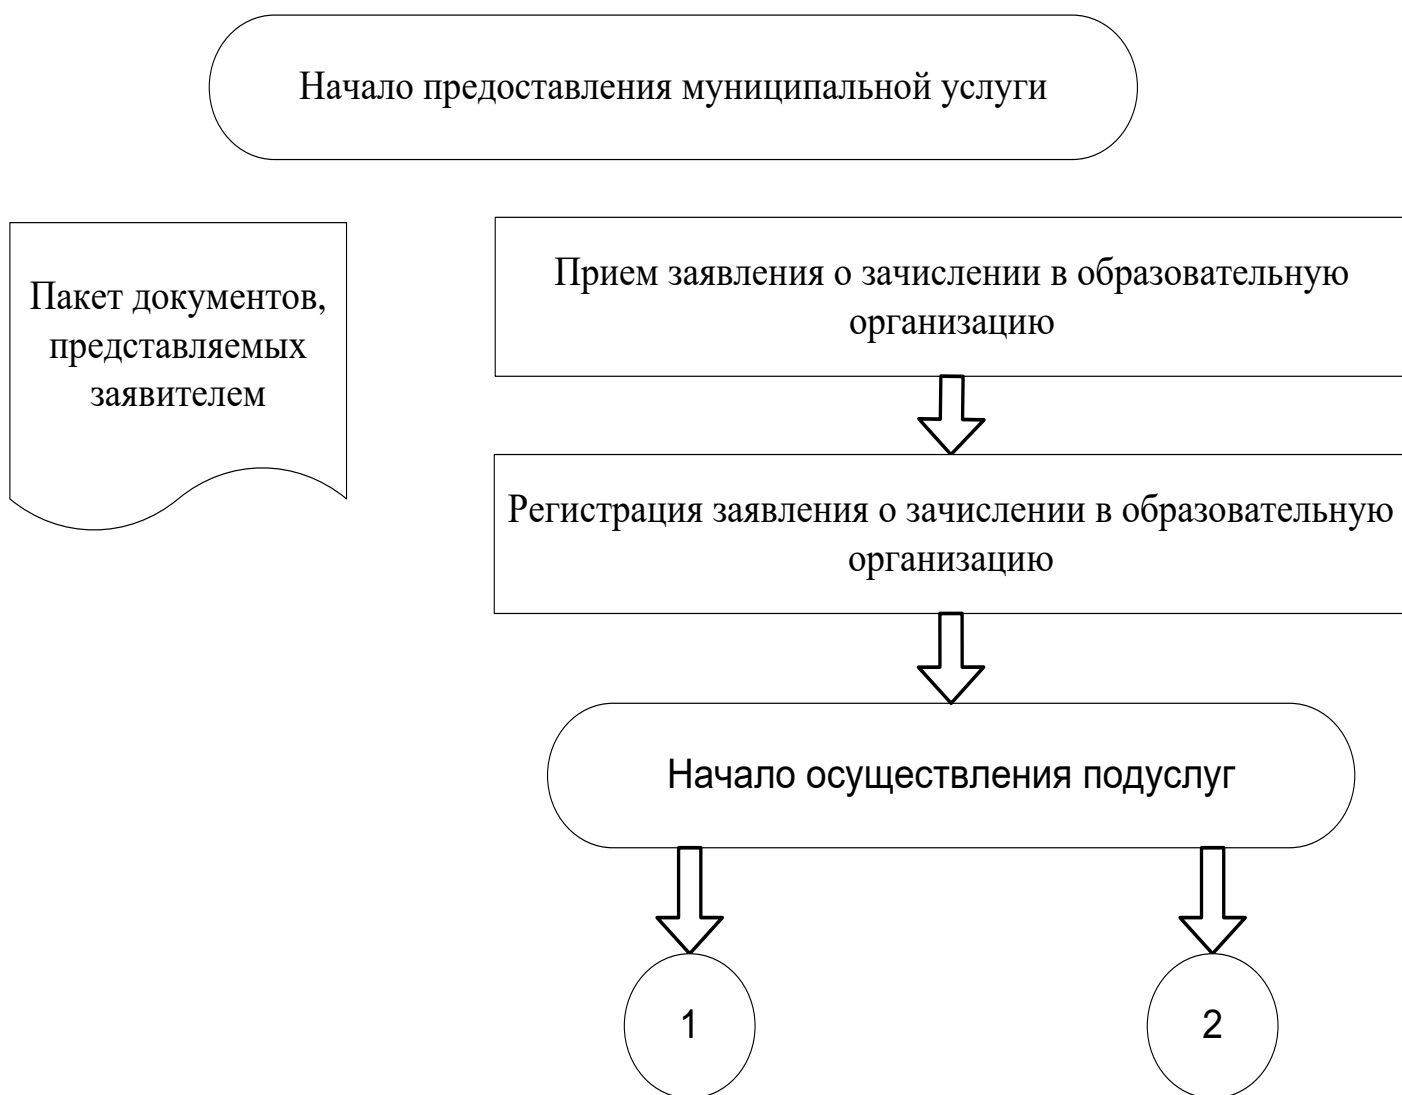 Начало предоставления муниципальной услуги
Пакет документов,
представляемых
заявителем
Прием заявления о зачислении в образовательную
организацию
Регистрация заявления о зачислении в образовательную
организацию
Начало осуществления подуслуг
1
2